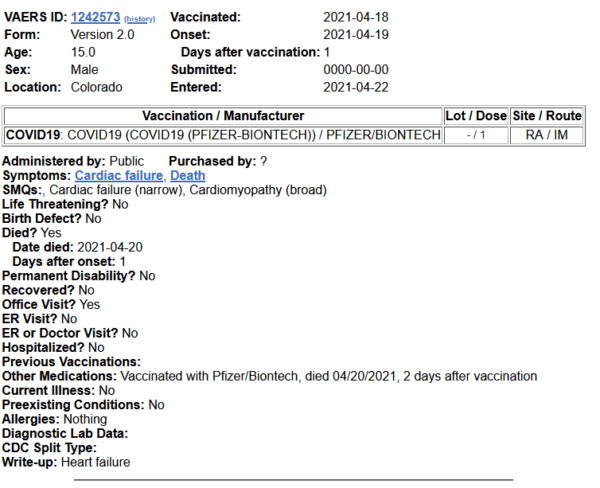 VAERS ID: 1242573 (history) Vaccinated: 2021-04-18
Form: Version 2.0 Onset: 2021-04-19
Age: 15.0 Days after vaccination: 1
Sex: Male Submitted: 0000-00-00
Location: Colorado Entered: 2021-04-22
Vaccination / Manufacturer Lot / Dose Site / Route
COVID19: COVID19 (COVID19 (PFIZER-BIONTECH)) / PFIZER/BIONTECH - / 1 RA / IM
Administered by: Public Purchased by: ?
Symptoms: Cardiac failure, Death
SMQs:, Cardiac failure (narrow), Cardiomyopathy (broad)
Life Threatening? No
Birth Defect? No
Died? Yes
Date died: 2021-04-20
Days after onset: 1
Permanent Disability? No
Recovered? No
Office Visit? Yes
ER Visit? No
ER or Doctor Visit? No
Hospitalized? No
Previous Vaccinations:
Other Medications: Vaccinated with Pfizer/Biontech, died 04/20/2021, 2 days after vaccination
Current Illness: No
Preexisting Conditions: No
Allergies: Nothing
Diagnostic Lab Data:
CDC Split Type:
Write-up: Heart failure